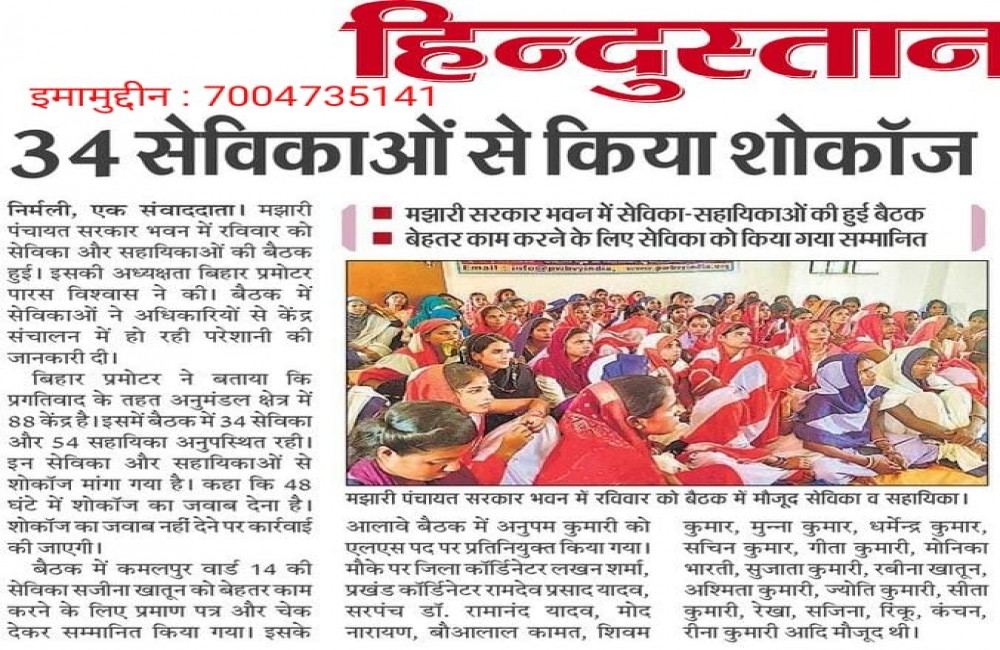 हिन्दुस्तान
इमामुद्दीन : 7004735141
34 सेविकाओं से किया शोकॉज
निर्मली, एक संवाददाता। मझारी
पंचायत सरकार भवन में रविवार को
सेविका और सहायिकाओं की बैठक
हुई। इसकी अध्यक्षता बिहार प्रमोटर
पारस विश्वास ने की। बैठक में
सेविकाओं ने अधिकारियों से केंद्र
संचालन में हो रही परेशानी की
जानकारी दी।
बिहार प्रमोटर ने बताया कि
प्रगतिवाद के तहत अनुमंडल क्षेत्र में
88 केंद्र है। इसमें बैठक में 34 सेविका
और 54 सहायिका अनुपस्थित रही।
इन सेविका और सहायिकाओं से
शोकॉज मांगा गया है। कहा कि 48
घंटे में शोकॉज का जवाब देना है।
शोकॉज का जवाब नहीं देने पर कार्रवाई
की जाएगी।
बैठक में कमलपुर वार्ड 14 की
सेविका सजीना खातून को बेहतर काम
करने के लिए प्रमाण पत्र और चेक
देकर सम्मानित किया गया। इसके
मझारी सरकार भवन में सेविका-सहायिकाओं की हुई बैठक
बेहतर काम करने के लिए सेविका को किया गया सम्मानित
Email : info@pvbvyindia, www.pvbvyindia.org
मझारी पंचायत सरकार भवन में रविवार को बैठक में मौजूद सेविका व सहायिका।
आलावे बैठक में अनुपम कुमारी को
एलएस पद पर प्रतिनियुक्त किया गया।
मौके पर जिला कॉर्डिनेटर लखन शर्मा,
प्रखंड कॉर्डिनेटर रामदेव प्रसाद यादव,
सरपंच डॉ. रामानंद यादव, मोद
नारायण, बौआलाल कामत, शिवम
कुमार, मुन्ना कुमार, धर्मेन्द्र कुमार,
सचिन कुमार, गीता कुमारी, मोनिका
भारती, सुजाता कुमारी, रबीना खातून,
अश्मिता कुमारी, ज्योति कुमारी, सीता
कुमारी, रेखा, सजिना, रिंकू, कंचन,
रीना कुमारी आदि मौजूद थी।